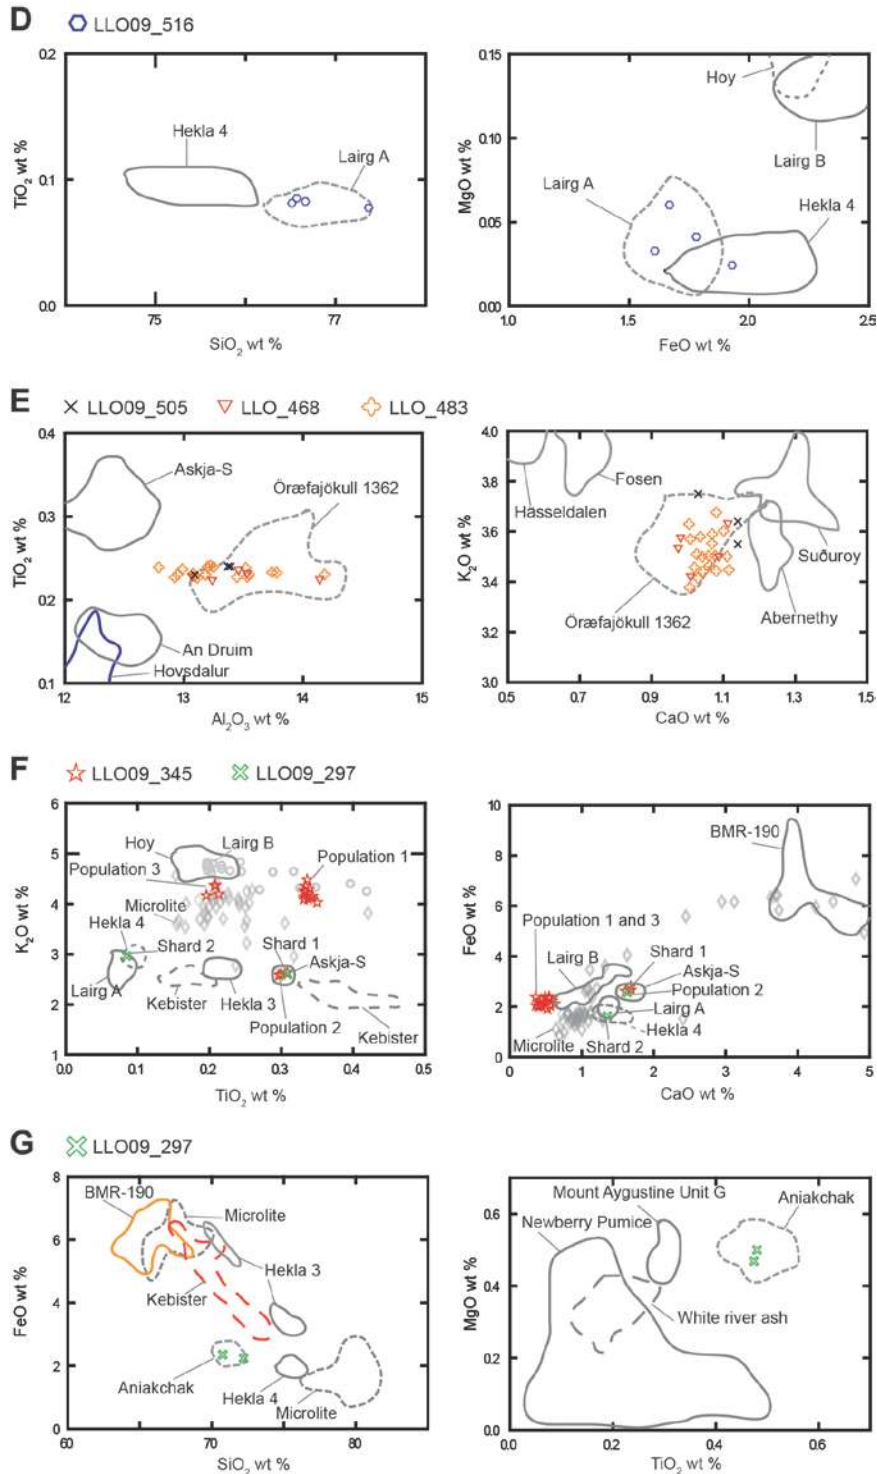 D LLO09_516
0.2
0.1
0.0
TiO₂ wt %
Hekla 4
Lairg A
75
77
SiO₂ wt %
0.15
0.10
0.05
0.00
MgO wt %
Hoy
Lairg B
Lairg A
Hekla 4
1.0
1.5
2.0
2.5
FeO wt %
E LLO09_505 LLO_468 LLO_483
0.4
0.3
0.2
0.1
TiO₂ wt %
Askja-S
Öræfajökull 1362
An Druim
Hovsdalur
12
13
14
15
Al₂O₃ wt %
4.0
3.8
3.6
3.4
3.2
3.0
K₂O wt %
Hasseldalen
Fosen
Suðuroy
Öræfajökull 1362
Abernethy
0.5
0.7
0.9
1.1
1.3
1.5
CaO wt %
F LLO09_345 LLO09_297
6
5
4
3
2
1
K₂O wt %
Hoy
Lairg B
Population 3
Population 1
Microlite
Hekla 4
Shard 2
Shard 1
Askja-S
Lairg A
Kebister
Hekla 3
Population 2
Kebister
0.0
0.1
0.2
0.3
0.4
0.5
TiO₂ wt %
10
8
6
4
2
0
FeO wt %
BMR-190
Population 1 and 3
Lairg B
Shard 1
Askja-S
Population 2
Lairg A
Hekla 4
Microlite
Shard 2
0
1
2
3
4
5
CaO wt %
G LLO09_297
8
6
4
2
0
FeO wt %
BMR-190
Microlite
Hekla 3
Kebister
Aniakchak
Hekla 4
Microlite
60
70
80
SiO₂ wt %
0.6
0.4
0.2
0.0
MgO wt %
Mount Aygustine Unit G
Newberry Pumice
Aniakchak
White river ash
0.0
0.2
0.4
0.6
TiO₂ wt %